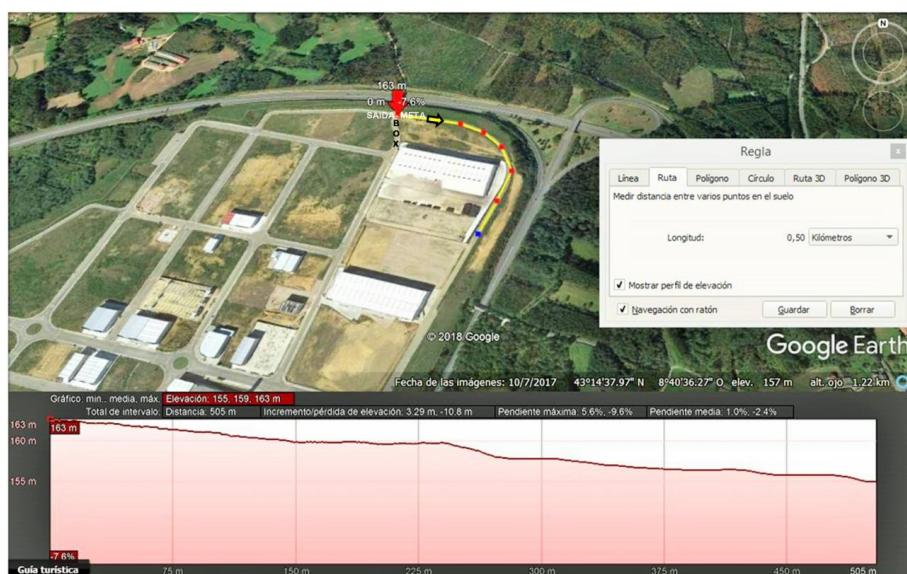 N
163 m
0 m -7.6%
SAIDA META
BOX
Regla
x
Línea Ruta Polígono Círculo Ruta 3D Polígono 3D
Medir distancia entre varios puntos en el suelo
Longitud: 0,50 Kilómetros
Mostrar perfil de elevación
Navegación con ratón Guardar Borrar
© 2018 Google
Google Earth
Fecha de las imágenes: 10/7/2017 43°14'37.97" N 8°40'36.27" O elev. 157 m alt. ojo 1.22 km
Gráfico: mín., media, máx. Elevación: 155, 159, 163 m
Total de intervalo: Distancia: 505 m Incremento/pérdida de elevación: 3.29 m, -10.8 m Pendiente máxima: 5.6%, -9.6% Pendiente media: 1.0%, -2.4%
163 m 163 m
160 m
155 m
-7.6%
Guía turística 75 m 150 m 225 m 300 m 375 m 450 m 505 m